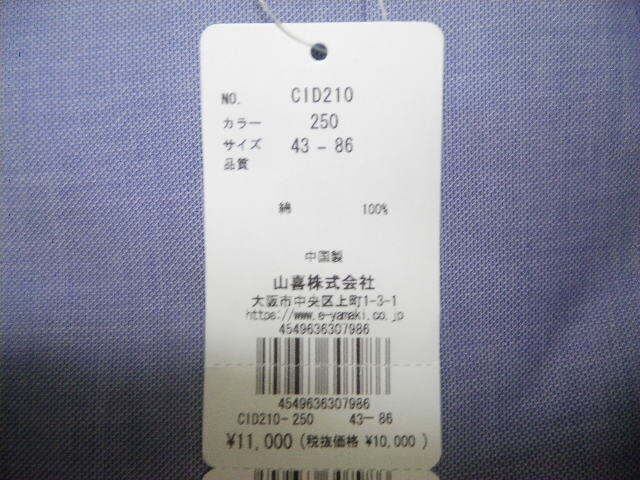 NO. CID210
カラー 250
サイズ 43 - 86
品質
綿 100%
中国製
山喜株式会社
大阪市中央区上町1-3-1
https://www.e-yamaki.co.jp
4549636307986
4549636307986
CID210-250 43-86
¥11,000 (税抜価格 ¥10,000 )